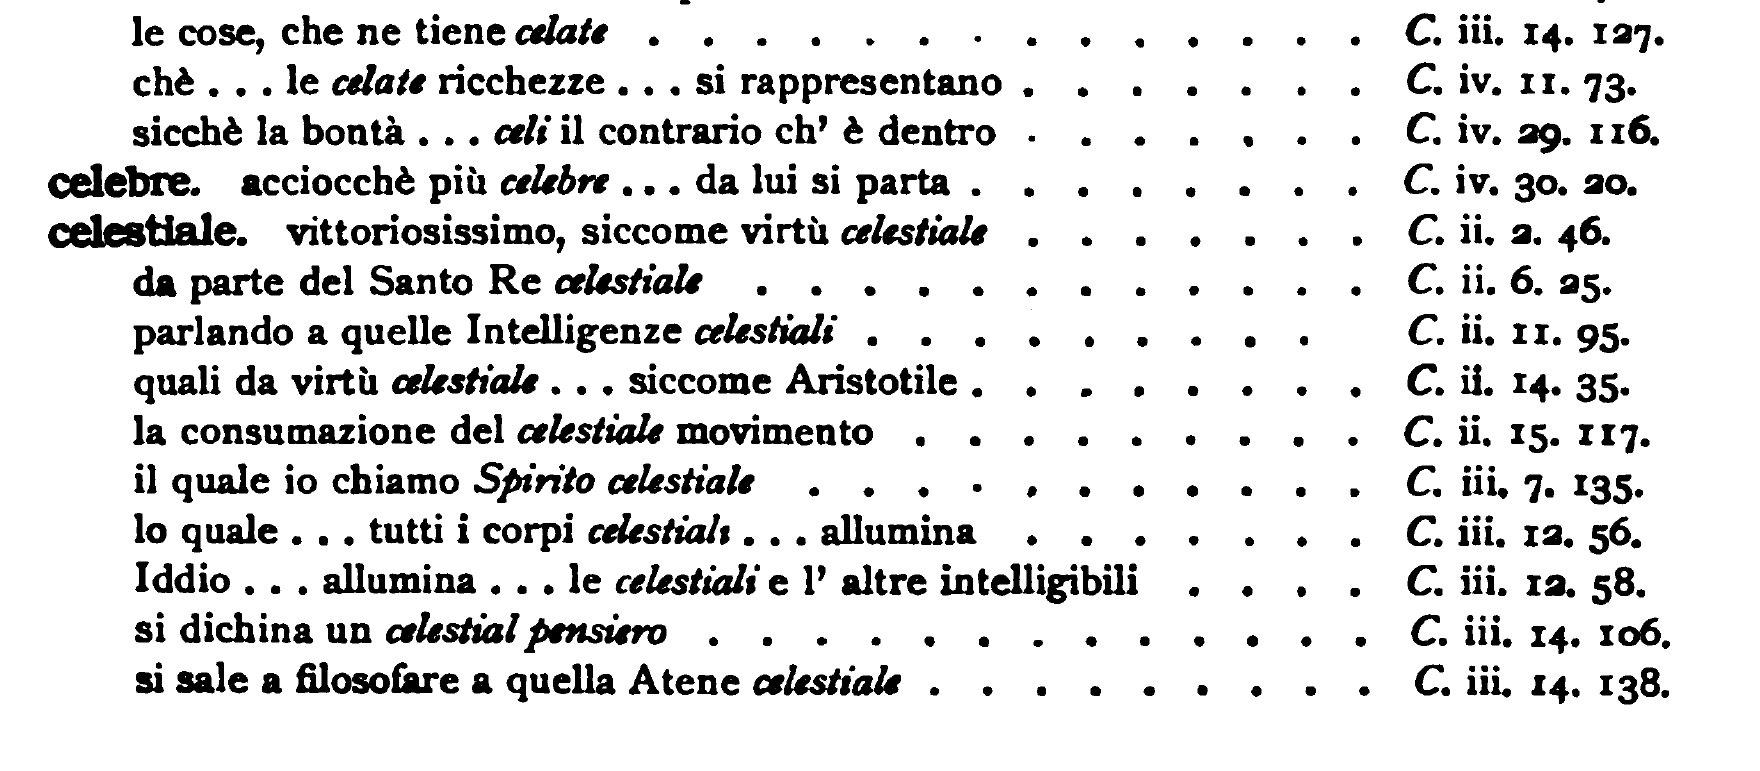 le cose, che ne tiene celate . . . . . . . . . . . . . . C. iii. 14. 127.
chè . . . le celate ricchezze . . . si rappresentano . . . . . . . C. iv. 11. 73.
sicchè la bontà . . . celi il contrario ch' è dentro . . . . . . . C. iv. 29. 116.
celebre. acciocchè più celebre . . . da lui si parta . . . . . . . . C. iv. 30. 20.
celestiale. vittoriosissimo, siccome virtù celestiale . . . . . . . C. ii. 2. 46.
da parte del Santo Re celestiale . . . . . . . . . . . . C. ii. 6. 25.
parlando a quelle Intelligenze celestiali . . . . . . . . . C. ii. 11. 95.
quali da virtù celestiale . . . siccome Aristotile . . . . . . . . C. ii. 14. 35.
la consumazione del celestiale movimento . . . . . . . . . C. ii. 15. 117.
il quale io chiamo Spirito celestiale . . . . . . . . . . . C. iii. 7. 135.
lo quale . . . tutti i corpi celestiali . . . allumina . . . . . . . C. iii. 12. 56.
Iddio . . . allumina . . . le celestiali e l' altre intelligibili . . . . C. iii. 12. 58.
si dichina un celestial pensiero . . . . . . . . . . . . . C. iii. 14. 106.
si sale a filosofare a quella Atene celestiale . . . . . . . . . C. iii. 14. 138.